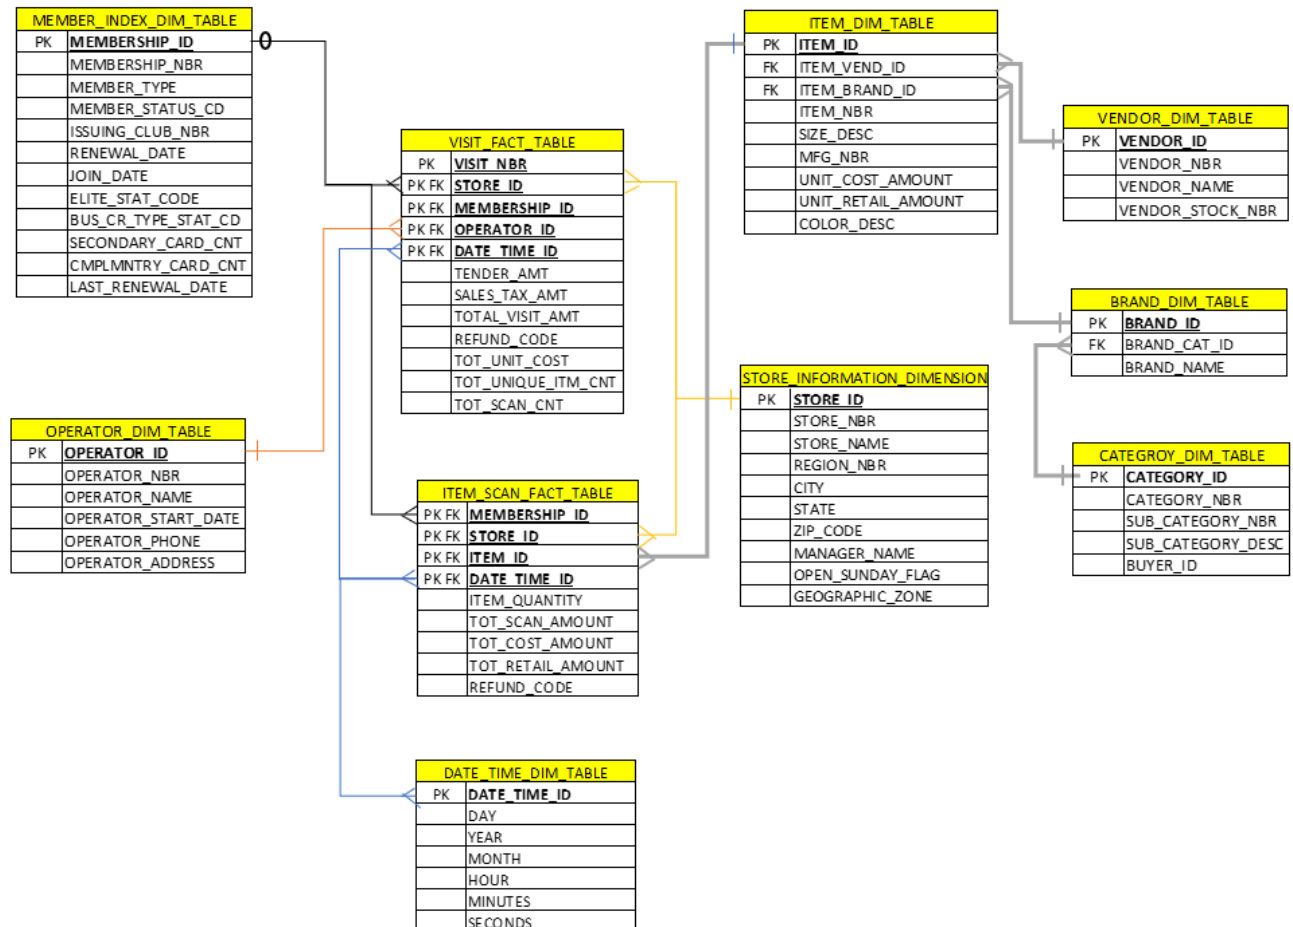 MEMBER_INDEX_DIM_TABLE
PK MEMBERSHIP_ID
MEMBERSHIP_NBR
MEMBER_TYPE
MEMBER_STATUS_CD
ISSUING_CLUB_NBR
RENEWAL_DATE
JOIN_DATE
ELITE_STAT_CODE
BUS_CR_TYPE_STAT_CD
SECONDARY_CARD_CNT
CMPLMNTRY_CARD_CNT
LAST_RENEWAL_DATE
OPERATOR_DIM_TABLE
PK OPERATOR_ID
OPERATOR_NBR
OPERATOR_NAME
OPERATOR_START_DATE
OPERATOR_PHONE
OPERATOR_ADDRESS
VISIT_FACT_TABLE
PK VISIT_NBR
PK FK STORE_ID
PK FK MEMBERSHIP_ID
PK FK OPERATOR_ID
PK FK DATE_TIME_ID
TENDER_AMT
SALES_TAX_AMT
TOTAL_VISIT_AMT
REFUND_CODE
TOT_UNIT_COST
TOT_UNIQUE_ITM_CNT
TOT_SCAN_CNT
ITEM_SCAN_FACT_TABLE
PK FK MEMBERSHIP_ID
PK FK STORE_ID
PK FK ITEM_ID
PK FK DATE_TIME_ID
ITEM_QUANTITY
TOT_SCAN_AMOUNT
TOT_COST_AMOUNT
TOT_RETAIL_AMOUNT
REFUND_CODE
DATE_TIME_DIM_TABLE
PK DATE_TIME_ID
DAY
YEAR
MONTH
HOUR
MINUTES
SECONDS
ITEM_DIM_TABLE
PK ITEM_ID
FK ITEM_VEND_ID
FK ITEM_BRAND_ID
ITEM_NBR
SIZE_DESC
MFG_NBR
UNIT_COST_AMOUNT
UNIT_RETAIL_AMOUNT
COLOR_DESC
STORE_INFORMATION_DIMENSION
PK STORE_ID
STORE_NBR
STORE_NAME
REGION_NBR
CITY
STATE
ZIP_CODE
MANAGER_NAME
OPEN_SUNDAY_FLAG
GEOGRAPHIC_ZONE
VENDOR_DIM_TABLE
PK VENDOR_ID
VENDOR_NBR
VENDOR_NAME
VENDOR_STOCK_NBR
BRAND_DIM_TABLE
PK BRAND_ID
FK BRAND_CAT_ID
BRAND_NAME
CATEGROY_DIM_TABLE
PK CATEGORY_ID
CATEGORY_NBR
SUB_CATEGORY_NBR
SUB_CATEGORY_DESC
BUYER_ID